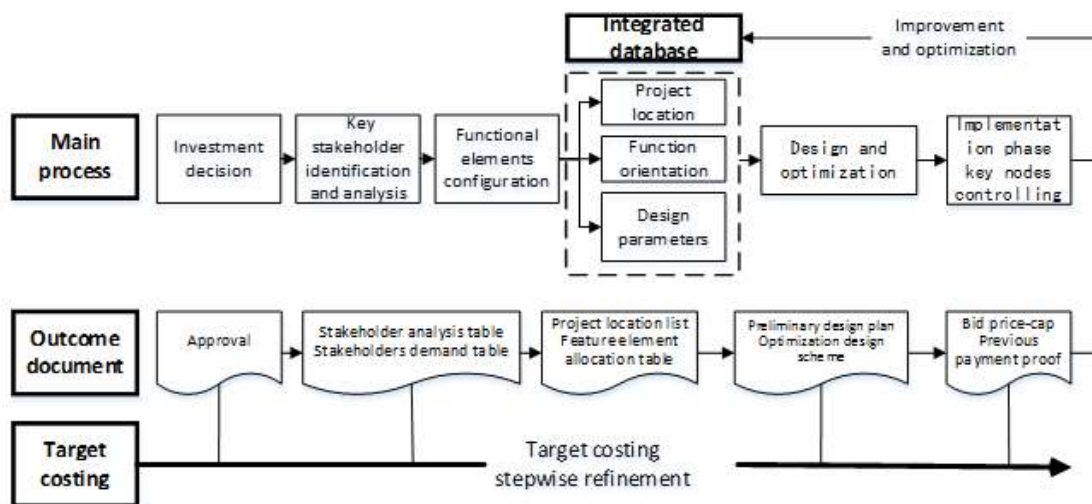 Integrated
database
Improvement
and optimization
Main
process
Investment
decision
Key
stakeholder
identification
and analysis
Functional
elements
configuration
Project
location
Function
orientation
Design
parameters
Design and
optimization
Implementat
ion phase
key nodes
controlling
Outcome
document
Approval
Stakeholder analysis table
Stakeholders demand table
Project location list
Feature element
allocation table
Preliminary design plan
Optimization design
scheme
Bid price-cap
Previous
payment proof
Target
costing
Target costing
stepwise refinement